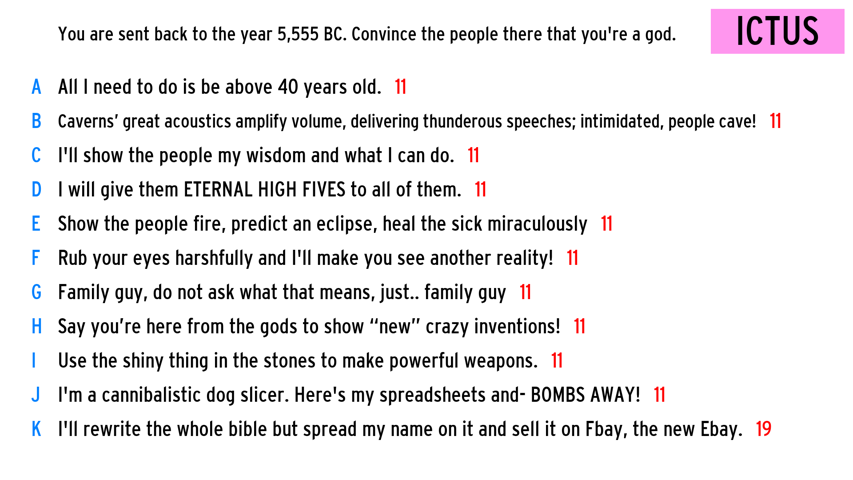 You are sent back to the year 5,555 BC. Convince the people there that you're a god.
ICTUS
A All I need to do is be above 40 years old. 11
B Caverns’ great acoustics amplify volume, delivering thunderous speeches; intimidated, people cave! 11
C I'll show the people my wisdom and what I can do. 11
D I will give them ETERNAL HIGH FIVES to all of them. 11
E Show the people fire, predict an eclipse, heal the sick miraculously 11
F Rub your eyes harshfully and I'll make you see another reality! 11
G Family guy, do not ask what that means, just.. family guy 11
H Say you’re here from the gods to show “new” crazy inventions! 11
I Use the shiny thing in the stones to make powerful weapons. 11
J I'm a cannibalistic dog slicer. Here's my spreadsheets and- BOMBS AWAY! 11
K I'll rewrite the whole bible but spread my name on it and sell it on Fbay, the new Ebay. 19